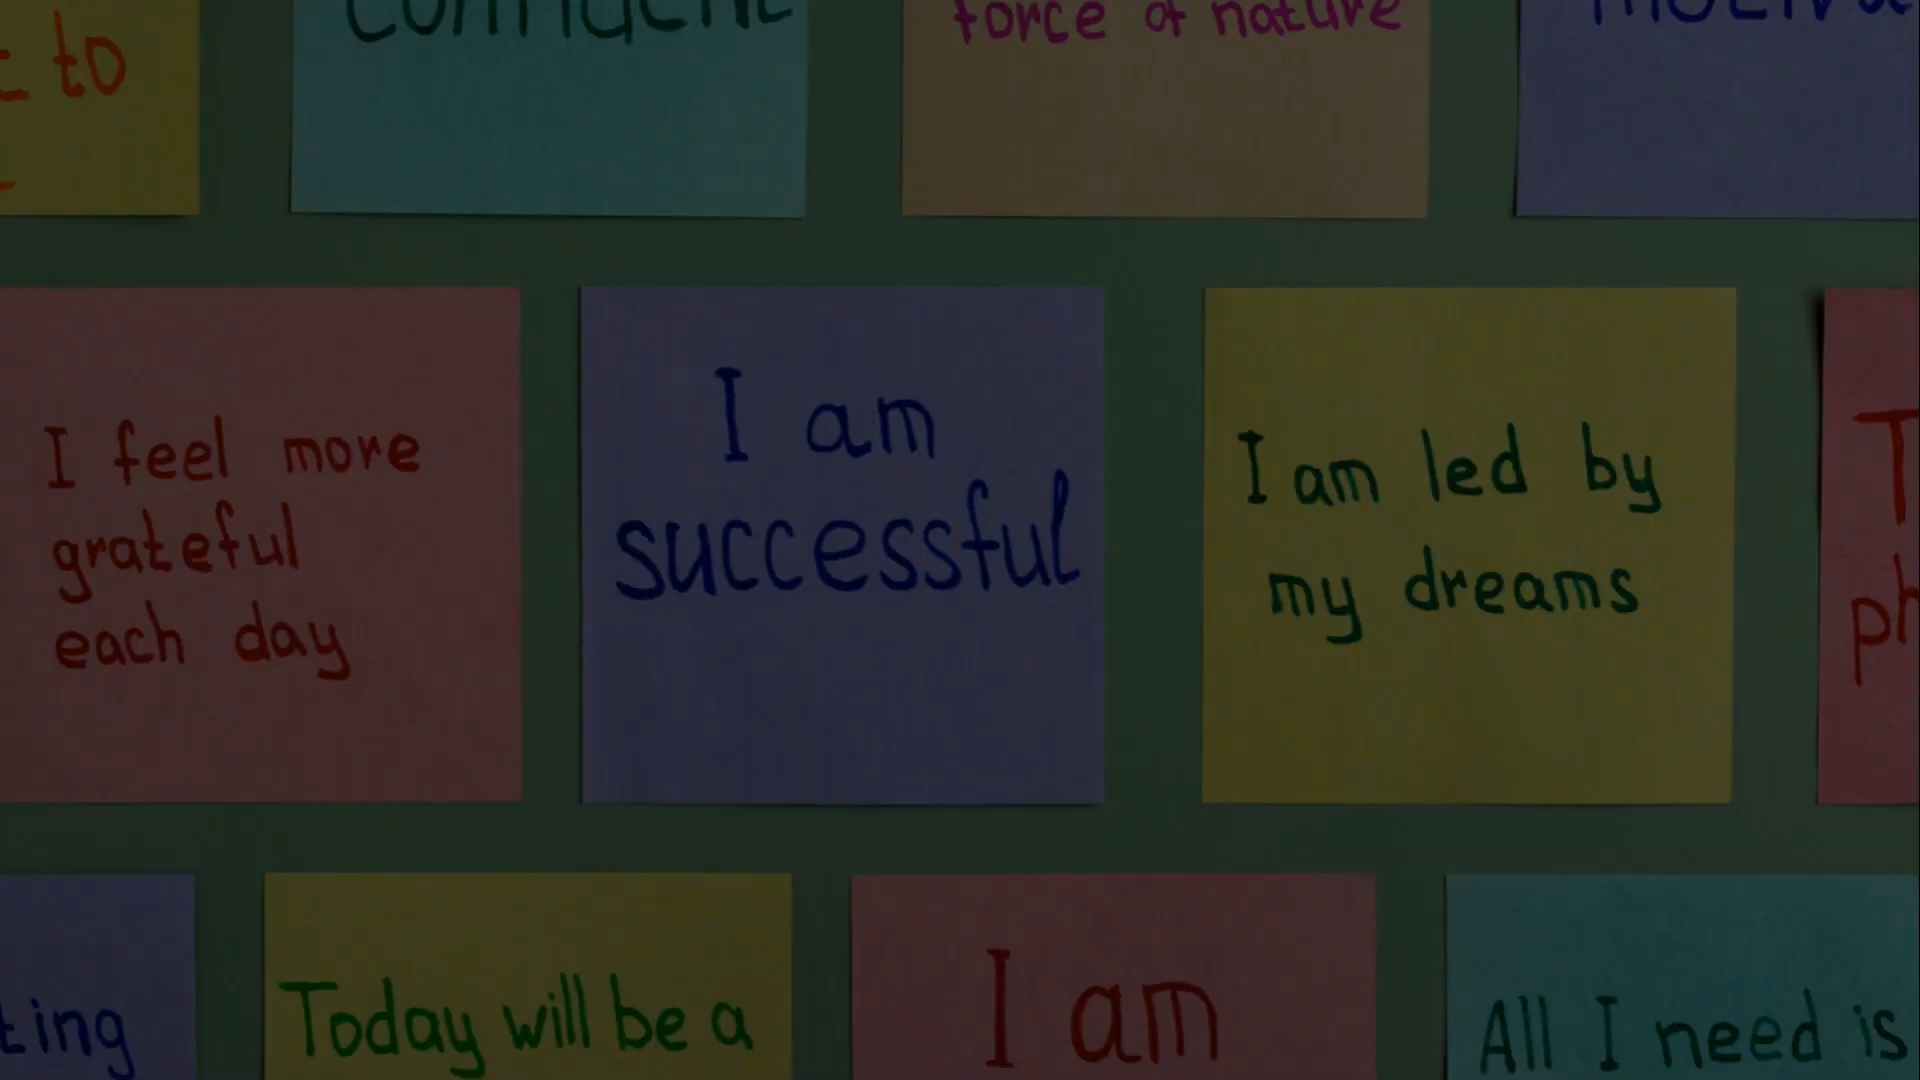 to
force of nature
I feel more
grateful
each day
I am
successful
I am led by
my dreams
Today will be a
I am
All I need is